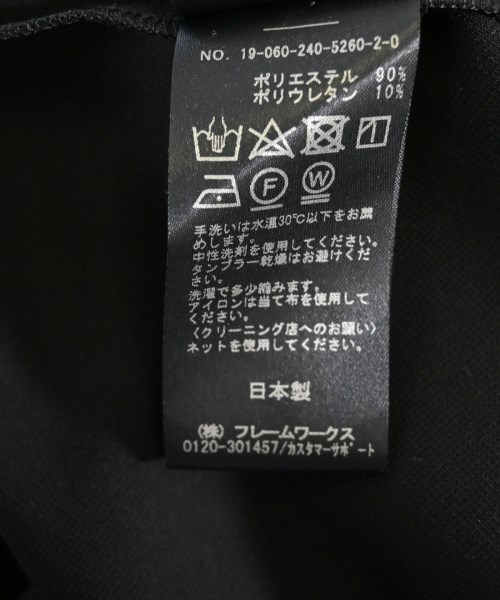 NO. 19-060-240-5260-2-0
ポリエステル 90%
ポリウレタン 10%
F W
手洗いは水温30℃以下をお薦
めします。
中性洗剤を使用してください。
タンブラー乾燥はお避けくだ
さい。
洗濯で多少縮みます。
アイロンは当て布を使用して
ください。
〈クリーニング店へのお願い〉
ネットを使用してください。
日本製
(株) フレームワークス
0120-301457/カスタマーサポート